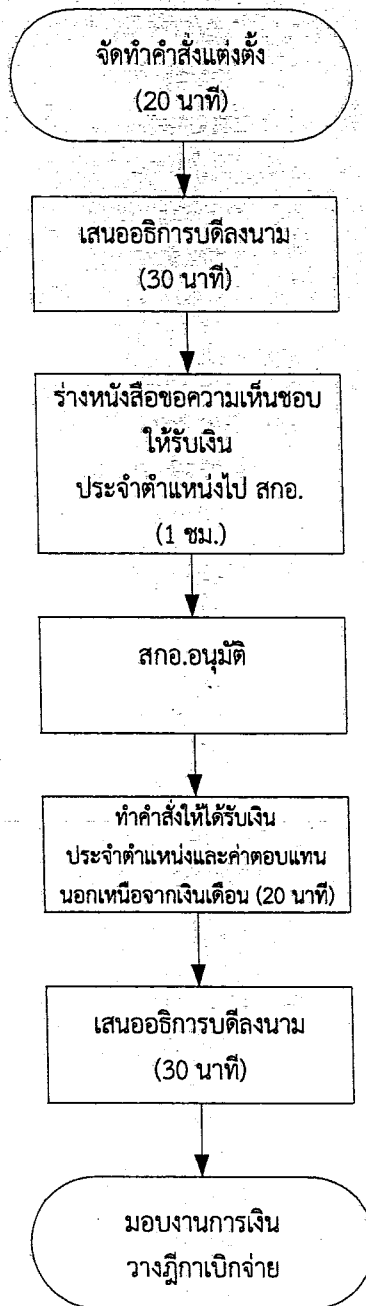 จัดทำคำสั่งแต่งตั้ง
(20 นาที)
เสนออธิการบดีลงนาม
(30 นาที)
ร่างหนังสือขอความเห็นชอบ
ให้รับเงิน
ประจำตำแหน่งไป สกอ.
(1 ชม.)
สกอ.อนุมัติ
ทำคำสั่งให้ได้รับเงิน
ประจำตำแหน่งและค่าตอบแทน
นอกเหนือจากเงินเดือน (20 นาที)
เสนออธิการบดีลงนาม
(30 นาที)
มอบงานการเงิน
วางฎีกาเบิกจ่าย